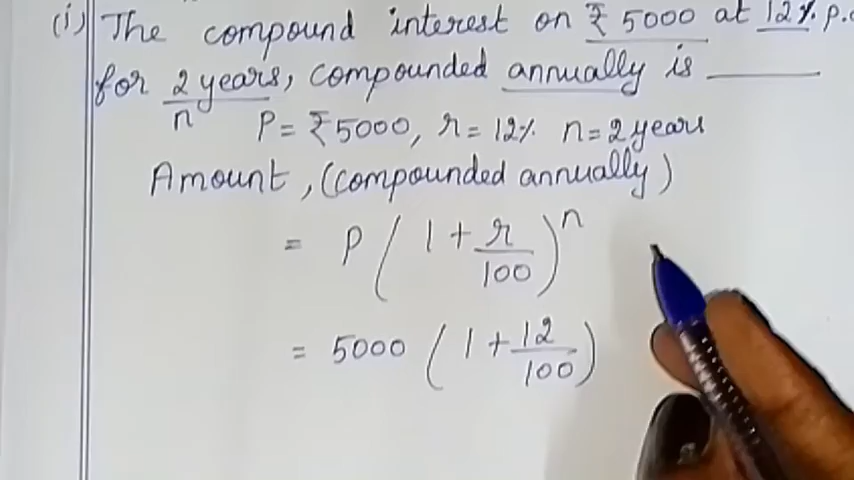 (i) The compound interest on ₹ 5000 at 12% p.a
for 2 years, compounded annually is ______
n
P = ₹5000, r = 12% n = 2 years
Amount, (compounded annually)
= P ( 1 + r/100 )^n
= 5000 ( 1 + 12/100 )